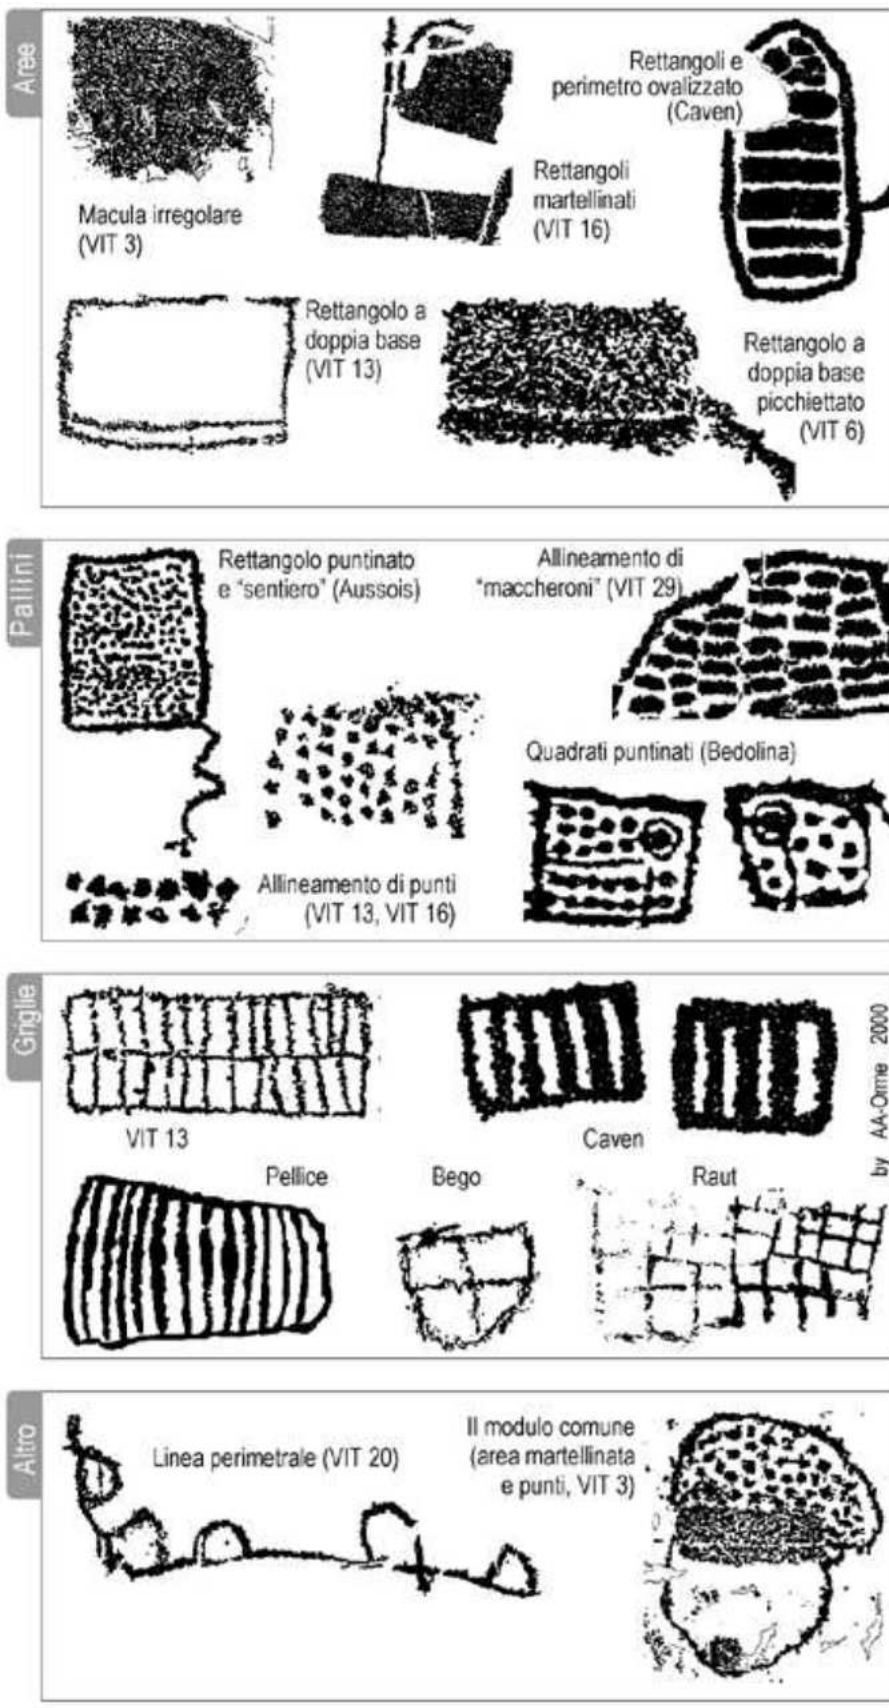 Aree
Macula irregolare
(VIT 3)
Rettangoli
martellinati
(VIT 16)
Rettangoli e
perimetro ovalizzato
(Caven)
Rettangolo a
doppia base
(VIT 13)
Rettangolo a
doppia base
picchiettato
(VIT 6)
Pallini
Rettangolo puntinato
e "sentiero" (Aussois)
Allineamento di
"maccheroni" (VIT 29)
Quadrati puntinati (Bedolina)
Allineamento di punti
(VIT 13, VIT 16)
Griglie
VIT 13
Caven
Pellice
Bego
Raut
by AA-Orme 2000
Altro
Linea perimetrale (VIT 20)
Il modulo comune
(area martellinata
e punti, VIT 3)